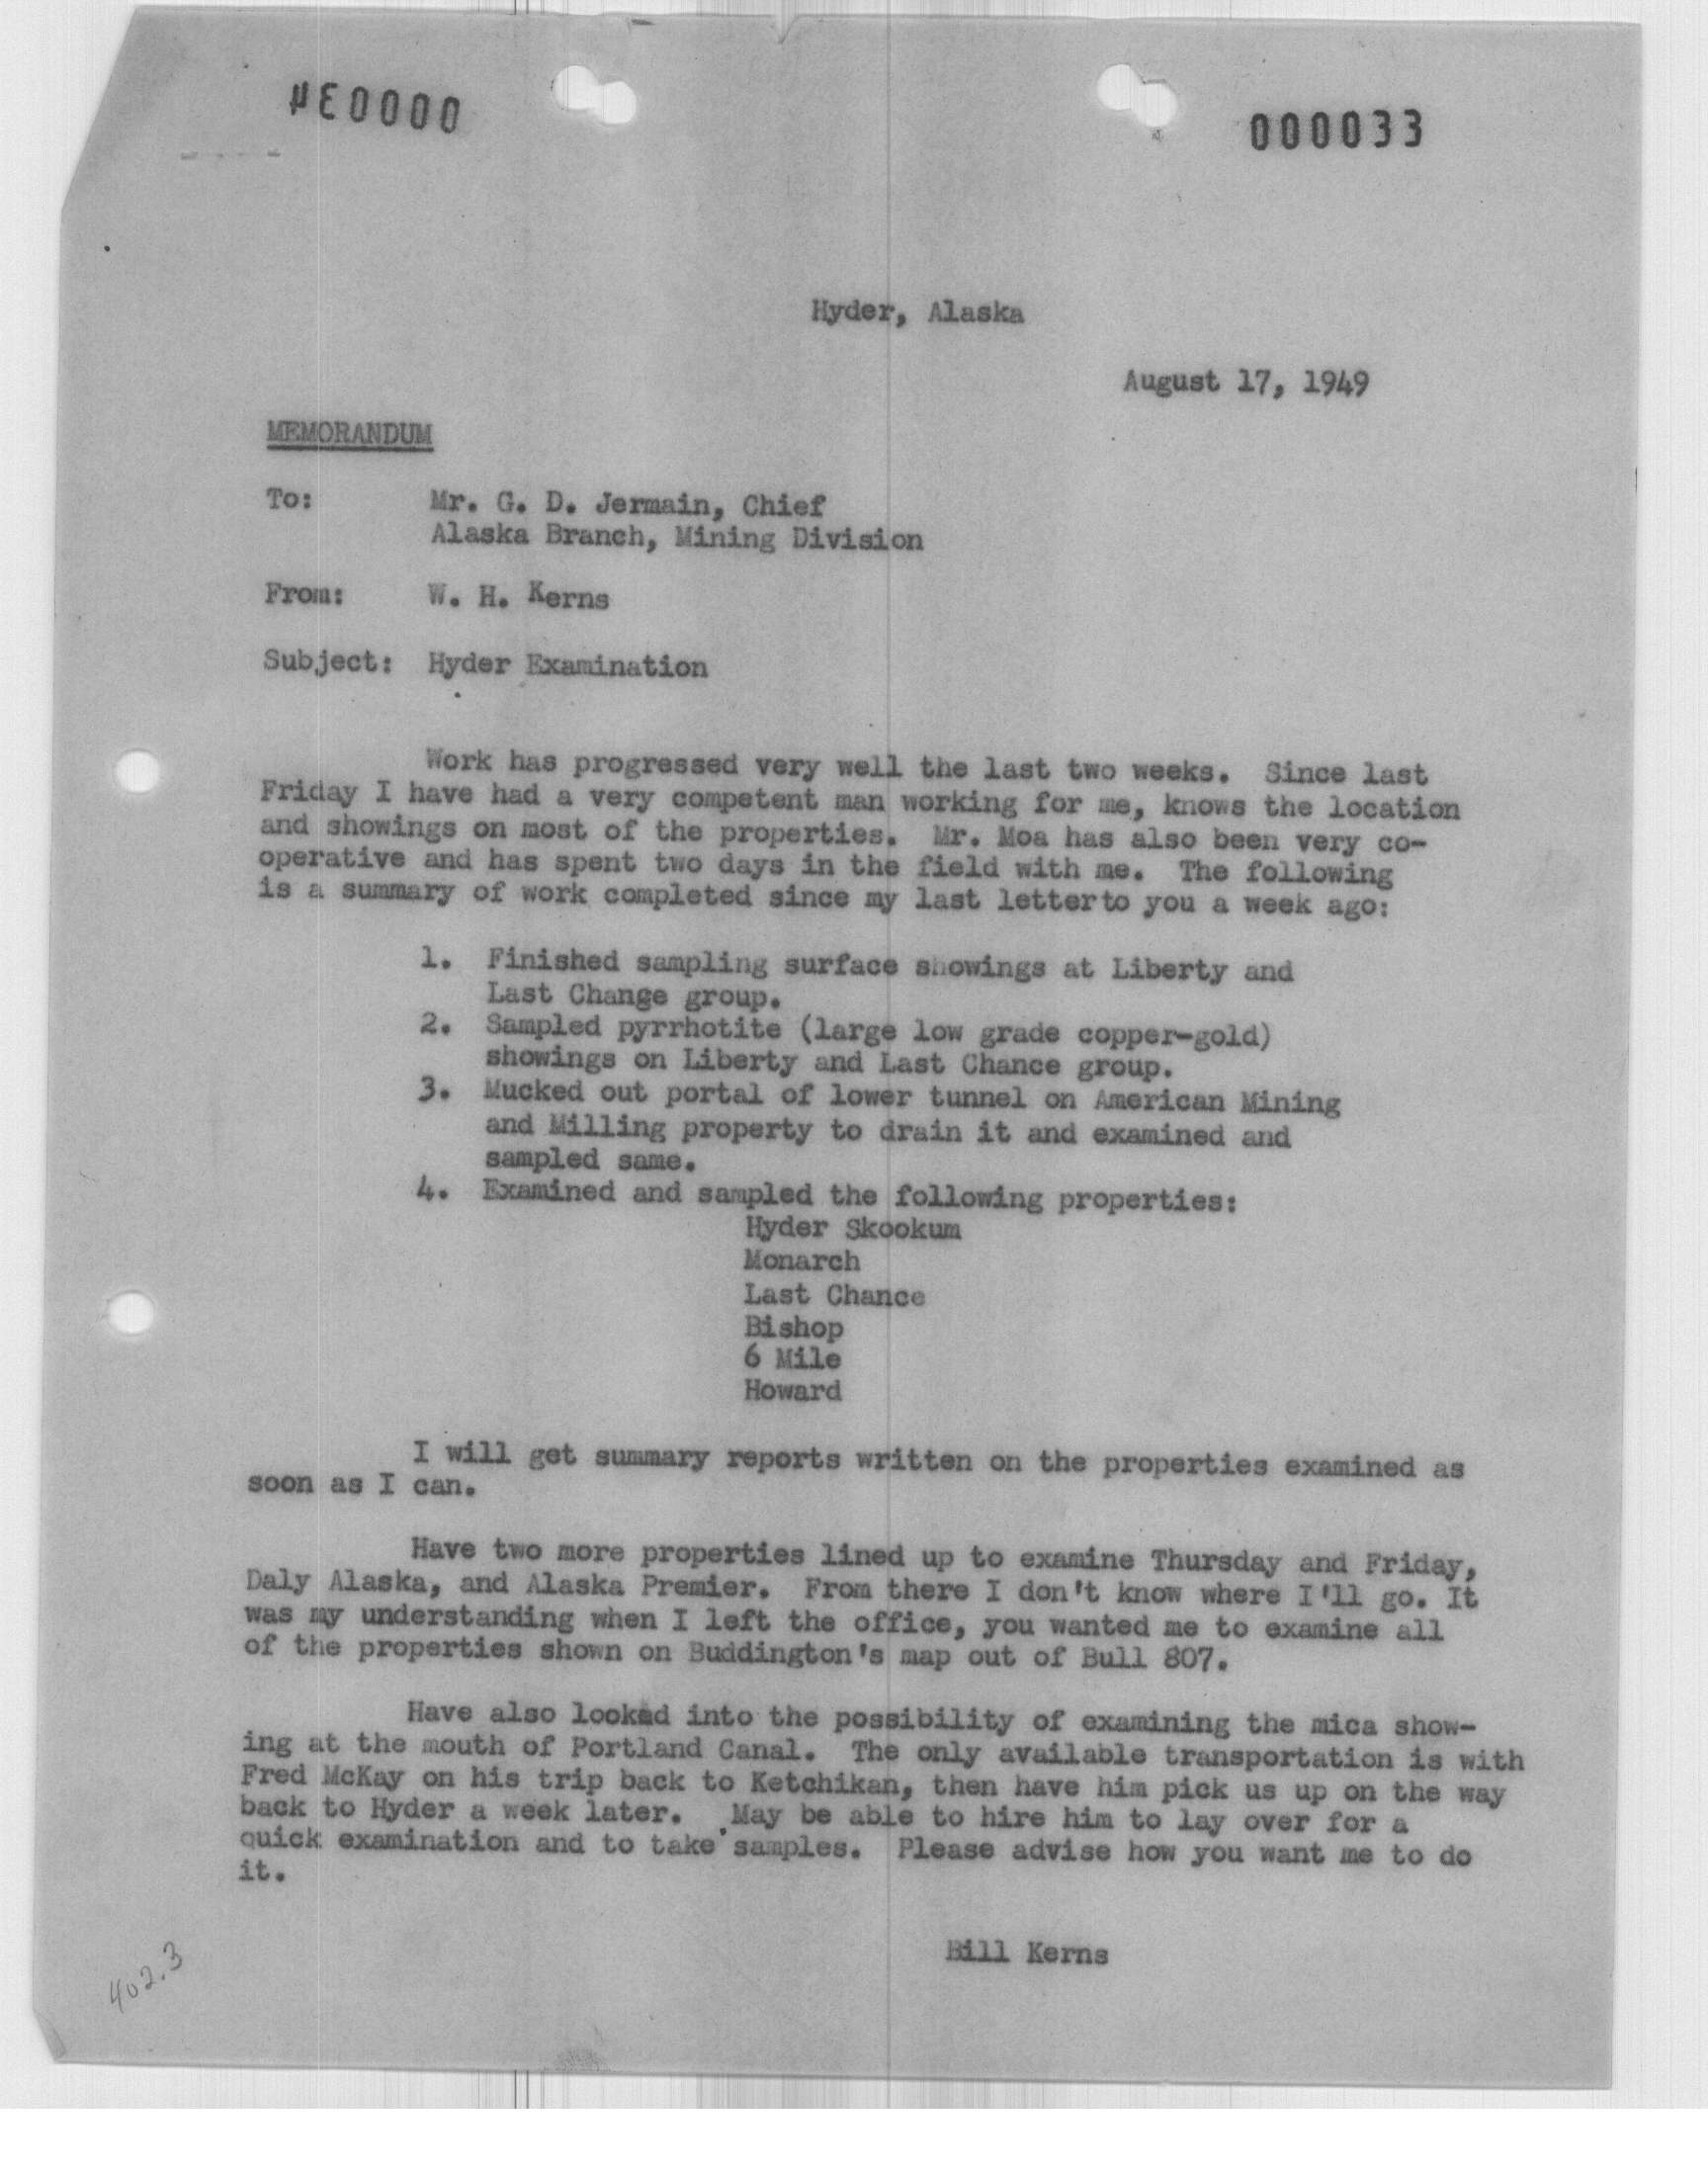 000034
000033
Hyder, Alaska
August 17, 1949
MEMORANDUM
To: Mr. G. D. Jermain, Chief
Alaska Branch, Mining Division
From: W. H. Kerns
Subject: Hyder Examination
Work has progressed very well the last two weeks. Since last
Friday I have had a very competent man working for me, knows the location
and showings on most of the properties. Mr. Moa has also been very co-
operative and has spent two days in the field with me. The following
is a summary of work completed since my last letter to you a week ago:
1. Finished sampling surface showings at Liberty and
Last Change group.
2. Sampled pyrrhotite (large low grade copper-gold)
showings on Liberty and Last Chance group.
3. Mucked out portal of lower tunnel on American Mining
and Milling property to drain it and examined and
sampled same.
4. Examined and sampled the following properties:
Hyder Skookum
Monarch
Last Chance
Bishop
6 Mile
Howard
I will get summary reports written on the properties examined as
soon as I can.
Have two more properties lined up to examine Thursday and Friday,
Daly Alaska, and Alaska Premier. From there I don't know where I'll go. It
was my understanding when I left the office, you wanted me to examine all
of the properties shown on Buddington's map out of Bull 807.
Have also looked into the possibility of examining the mica show-
ing at the mouth of Portland Canal. The only available transportation is with
Fred McKay on his trip back to Ketchikan, then have him pick us up on the way
back to Hyder a week later. May be able to hire him to lay over for a
quick examination and to take samples. Please advise how you want me to do
it.
Bill Kerns
402.3